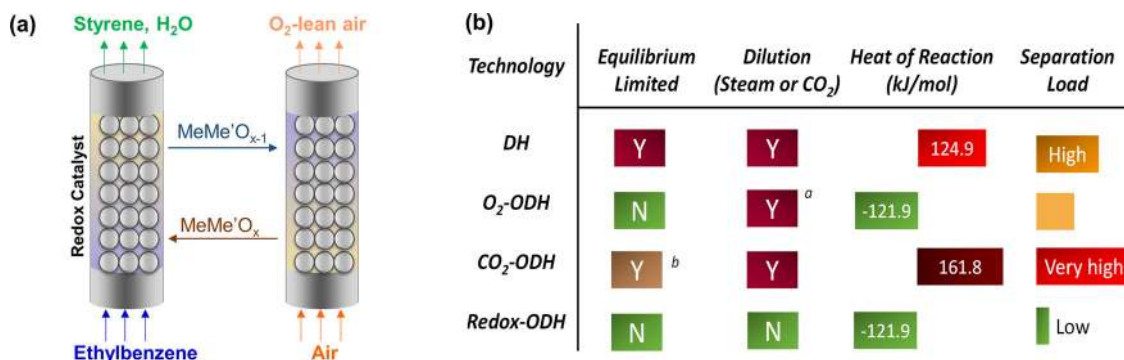 (a)
Styrene, H₂O
O₂-lean air
Redox Catalyst
MeMe'Oₓ₋₁
MeMe'Oₓ
Ethylbenzene
Air
(b)
Technology
Equilibrium Limited
Dilution (Steam or CO₂)
Heat of Reaction (kJ/mol)
Separation Load
DH
Y
Y
124.9
High
O₂-ODH
N
Y a
-121.9
CO₂-ODH
Y b
Y
161.8
Very high
Redox-ODH
N
N
-121.9
Low